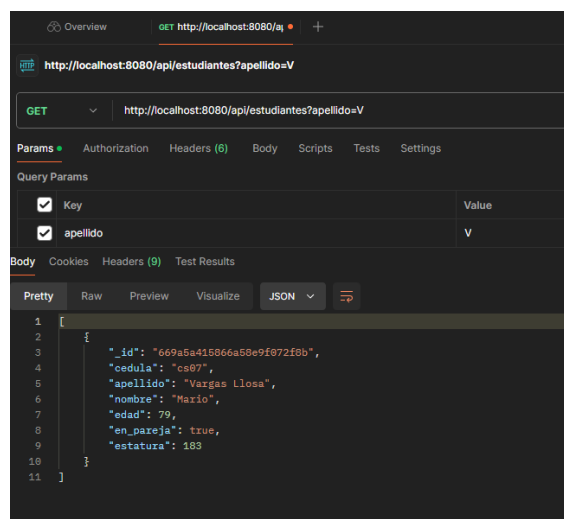 Overview GET http://localhost:8080/a
HTTP http://localhost:8080/api/estudiantes?apellido=V
GET http://localhost:8080/api/estudiantes?apellido=V
Params Authorization Headers (6) Body Scripts Tests Settings
Query Params
Key Value
apellido V
Body Cookies Headers (9) Test Results
Pretty Raw Preview Visualize JSON
1 [
2 {
3 "_id": "669a5a415866a58e9f072f8b",
4 "cedula": "cs07",
5 "apellido": "Vargas Llosa",
6 "nombre": "Mario",
7 "edad": 79,
8 "en_pareja": true,
9 "estatura": 183
10 }
11 ]